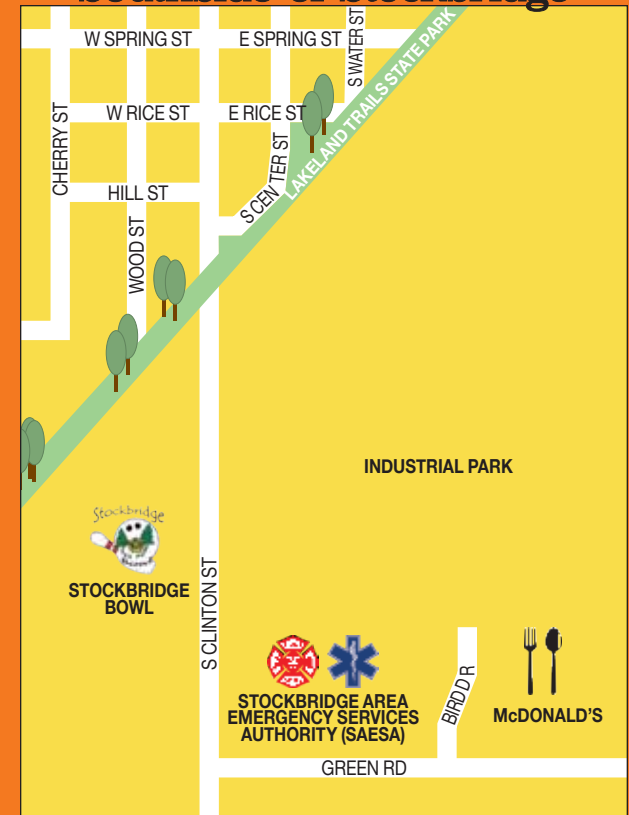 W SPRING ST
E SPRING ST
S WATER ST
W RICE ST
E RICE ST
CHERRY ST
LAKELAND TRAILS STATE PARK
S CENTER ST
HILL ST
WOOD ST
INDUSTRIAL PARK
Stockbridge
STOCKBRIDGE
BOWL
S CLINTON ST
STOCKBRIDGE AREA
EMERGENCY SERVICES
AUTHORITY (SAESA)
BIRD DR
McDONALD'S
GREEN RD